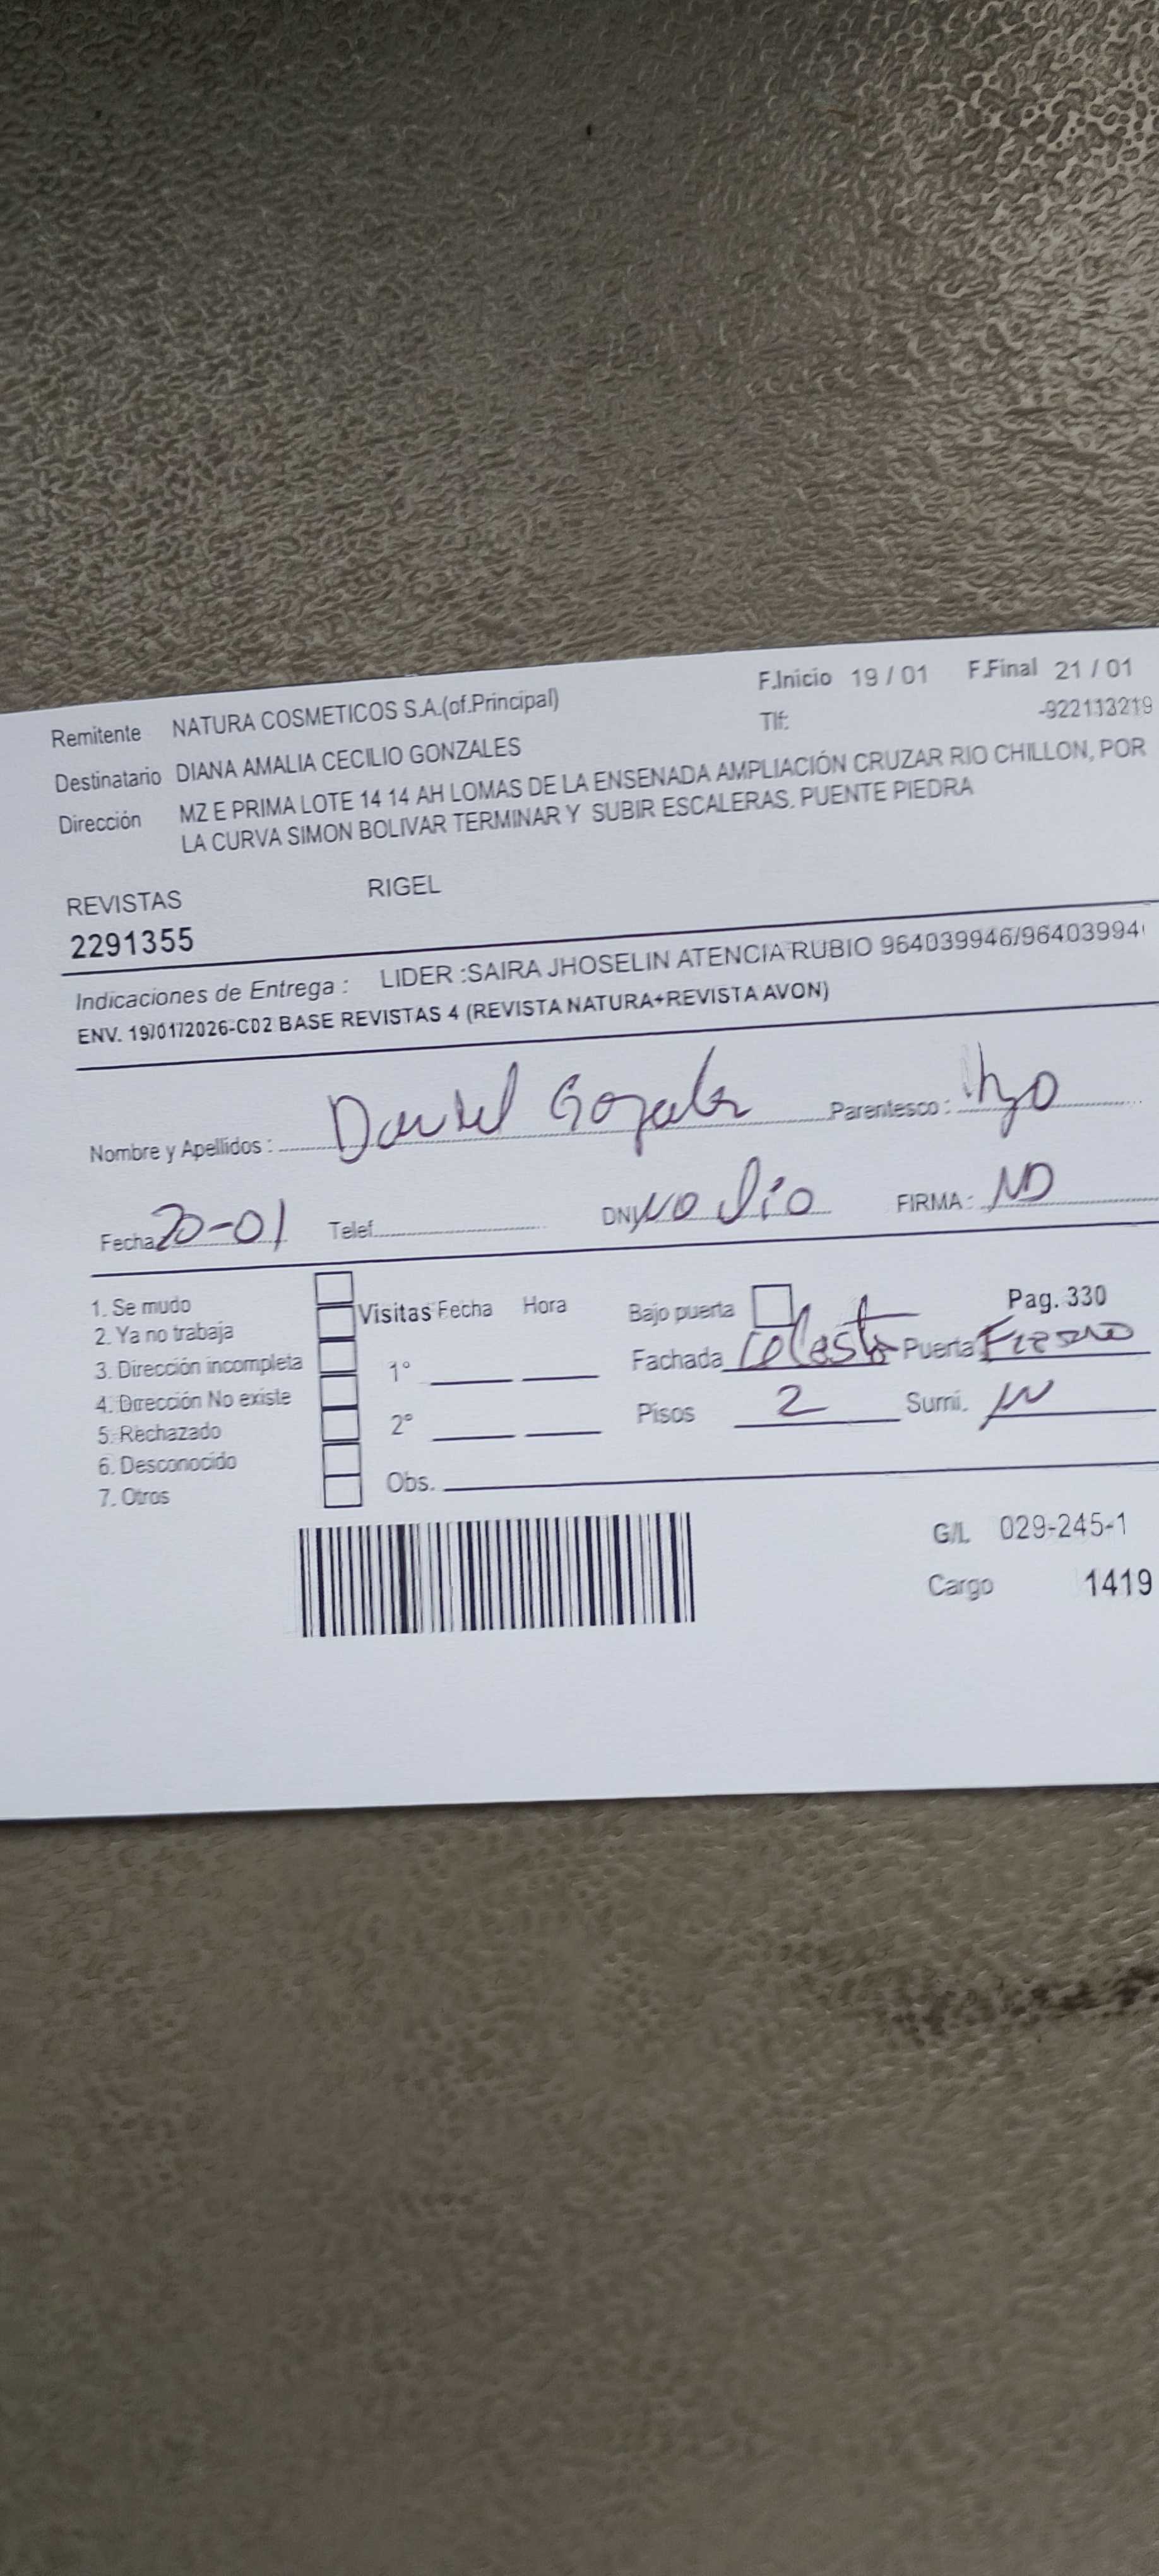 Remitente NATURA COSMETICOS S.A.(of.Principal) F.Inicio 19 / 01 F.Final 21 / 01
Destinatario DIANA AMALIA CECILIO GONZALES Tlf: -922113219
Dirección MZ E PRIMA LOTE 14 14 AH LOMAS DE LA ENSENADA AMPLIACIÓN CRUZAR RIO CHILLON, POR
LA CURVA SIMON BOLIVAR TERMINAR Y SUBIR ESCALERAS. PUENTE PIEDRA
REVISTAS RIGEL
2291355
Indicaciones de Entrega : LIDER :SAIRA JHOSELIN ATENCIA RUBIO 964039946/96403994
ENV. 19/01/2026-C02 BASE REVISTAS 4 (REVISTA NATURA+REVISTA AVON)
Nombre y Apellidos : Parentesco : hijo
Fecha 20-01 Telef. DNI NO dio FIRMA : ND
1. Se mudo
2. Ya no trabaja
3. Dirección incompleta
4. Dirección No existe
5. Rechazado
6. Desconocido
7. Otros
Visitas Fecha Hora
1°
2°
Obs.
Bajo puerta Pag. 330
Fachada Celeste Puerta Fierro
Pisos 2 Sumi.
G/L 029-245-1
Cargo 1419